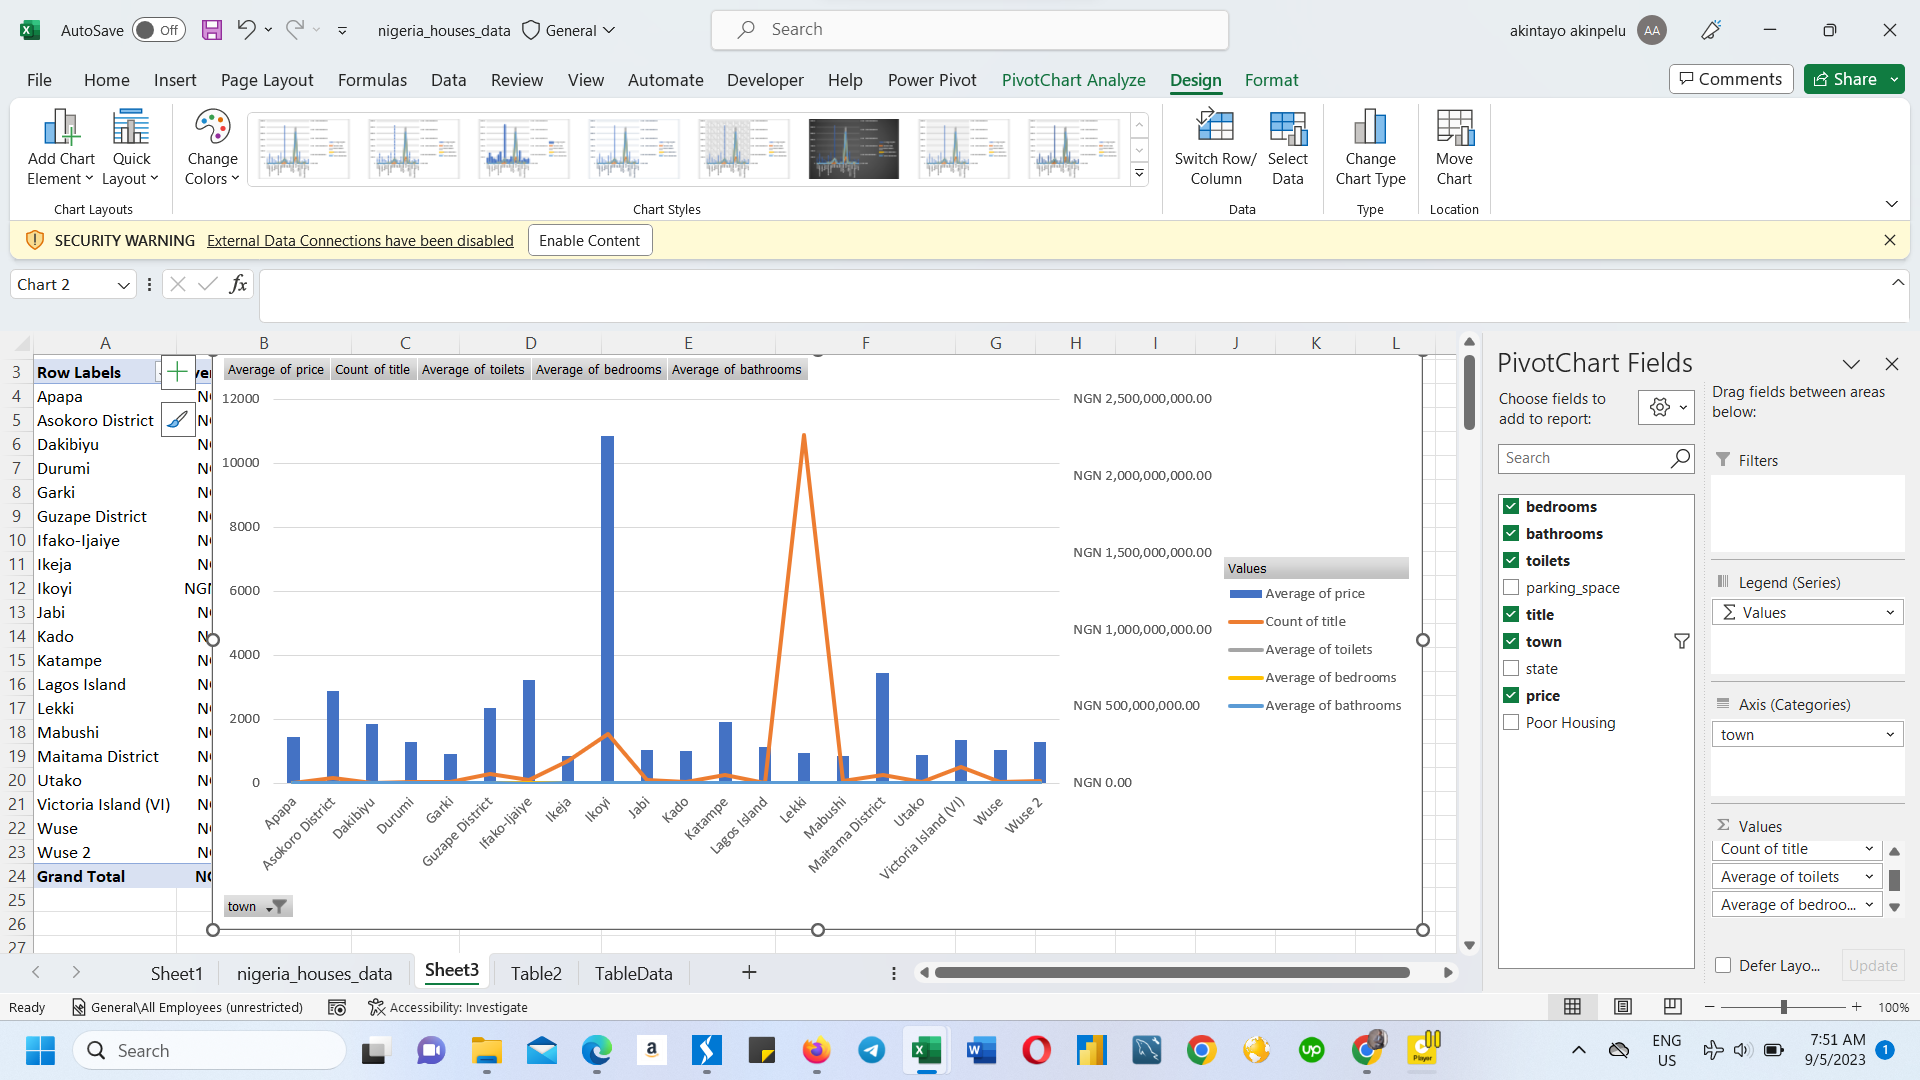 AutoSave Off nigeria_houses_data General Search akintayo akinpelu AA
File Home Insert Page Layout Formulas Data Review View Automate Developer Help Power Pivot PivotChart Analyze Design Format Comments Share
Add Chart Element Quick Layout Change Colors Switch Row/ Column Select Data Change Chart Type Move Chart
Chart Layouts Chart Styles Data Type Location
SECURITY WARNING External Data Connections have been disabled Enable Content
Chart 2 fx
A B C D E F G H I J K L
3 Row Labels
4 Apapa
5 Asokoro District
6 Dakibiyu
7 Durumi
8 Garki
9 Guzape District
10 Ifako-Ijaiye
11 Ikeja
12 Ikoyi
13 Jabi
14 Kado
15 Katampe
16 Lagos Island
17 Lekki
18 Mabushi
19 Maitama District
20 Utako
21 Victoria Island (VI)
22 Wuse
23 Wuse 2
24 Grand Total
25
26
27
Average of price Count of title Average of toilets Average of bedrooms Average of bathrooms
12000
10000
8000
6000
4000
2000
0
Apapa Asokoro District Dakibiyu Durumi Garki Guzape District Ifako-Ijaiye Ikeja Ikoyi Jabi Kado Katampe Lagos Island Lekki Mabushi Maitama District Utako Victoria Island (VI) Wuse Wuse 2
NGN 2,500,000,000.00
NGN 2,000,000,000.00
NGN 1,500,000,000.00
NGN 1,000,000,000.00
NGN 500,000,000.00
NGN 0.00
Values
Average of price
Count of title
Average of toilets
Average of bedrooms
Average of bathrooms
town
PivotChart Fields
Choose fields to
add to report:
Search
bedrooms
bathrooms
toilets
parking_space
title
town
state
price
Poor Housing
Drag fields between areas
below:
Filters
Legend (Series)
Σ Values
Axis (Categories)
town
Σ Values
Count of title
Average of toilets
Average of bedroo...
Defer Layo... Update
Sheet1 nigeria_houses_data Sheet3 Table2 TableData
Ready General\All Employees (unrestricted) Accessibility: Investigate 100%
Search ENG US 7:51 AM 9/5/2023 1